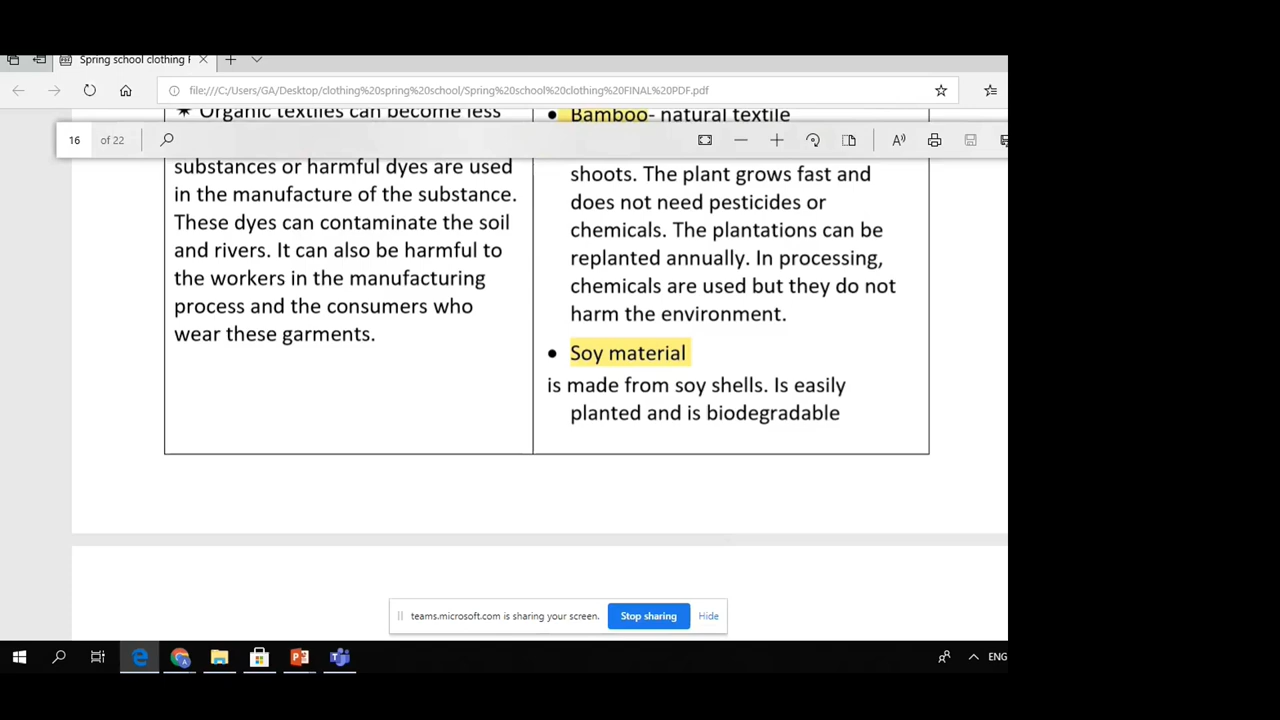 Spring school clothing F
file:///C:/Users/GA/Desktop/clothing%20spring%20school/Spring%20school%20clothing%20FINAL%20PDF.pdf
16 of 22
✶ Organic textiles can become less
substances or harmful dyes are used
in the manufacture of the substance.
These dyes can contaminate the soil
and rivers. It can also be harmful to
the workers in the manufacturing
process and the consumers who
wear these garments.
• Bamboo- natural textile
shoots. The plant grows fast and
does not need pesticides or
chemicals. The plantations can be
replanted annually. In processing,
chemicals are used but they do not
harm the environment.
• Soy material
is made from soy shells. Is easily
planted and is biodegradable
teams.microsoft.com is sharing your screen. Stop sharing Hide
ENG